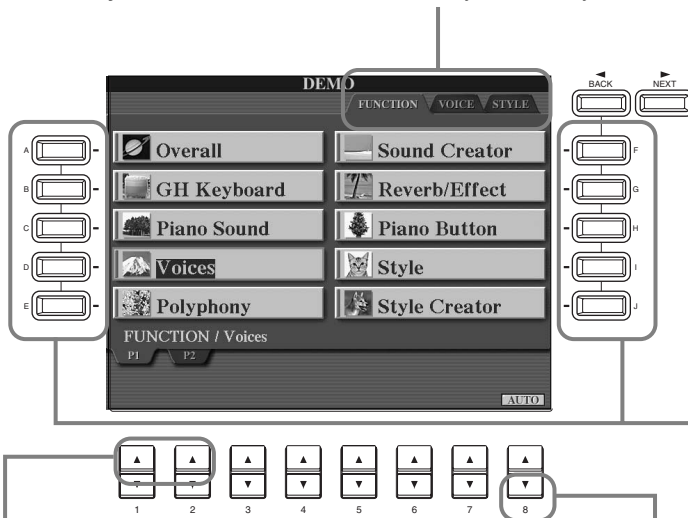 DEMO
FUNCTION VOICE STYLE
BACK NEXT
A Overall Sound Creator F
B GH Keyboard Reverb/Effect G
C Piano Sound Piano Button H
D Voices Style I
E Polyphony Style Creator J
FUNCTION / Voices
P1 P2
AUTO
1 2 3 4 5 6 7 8